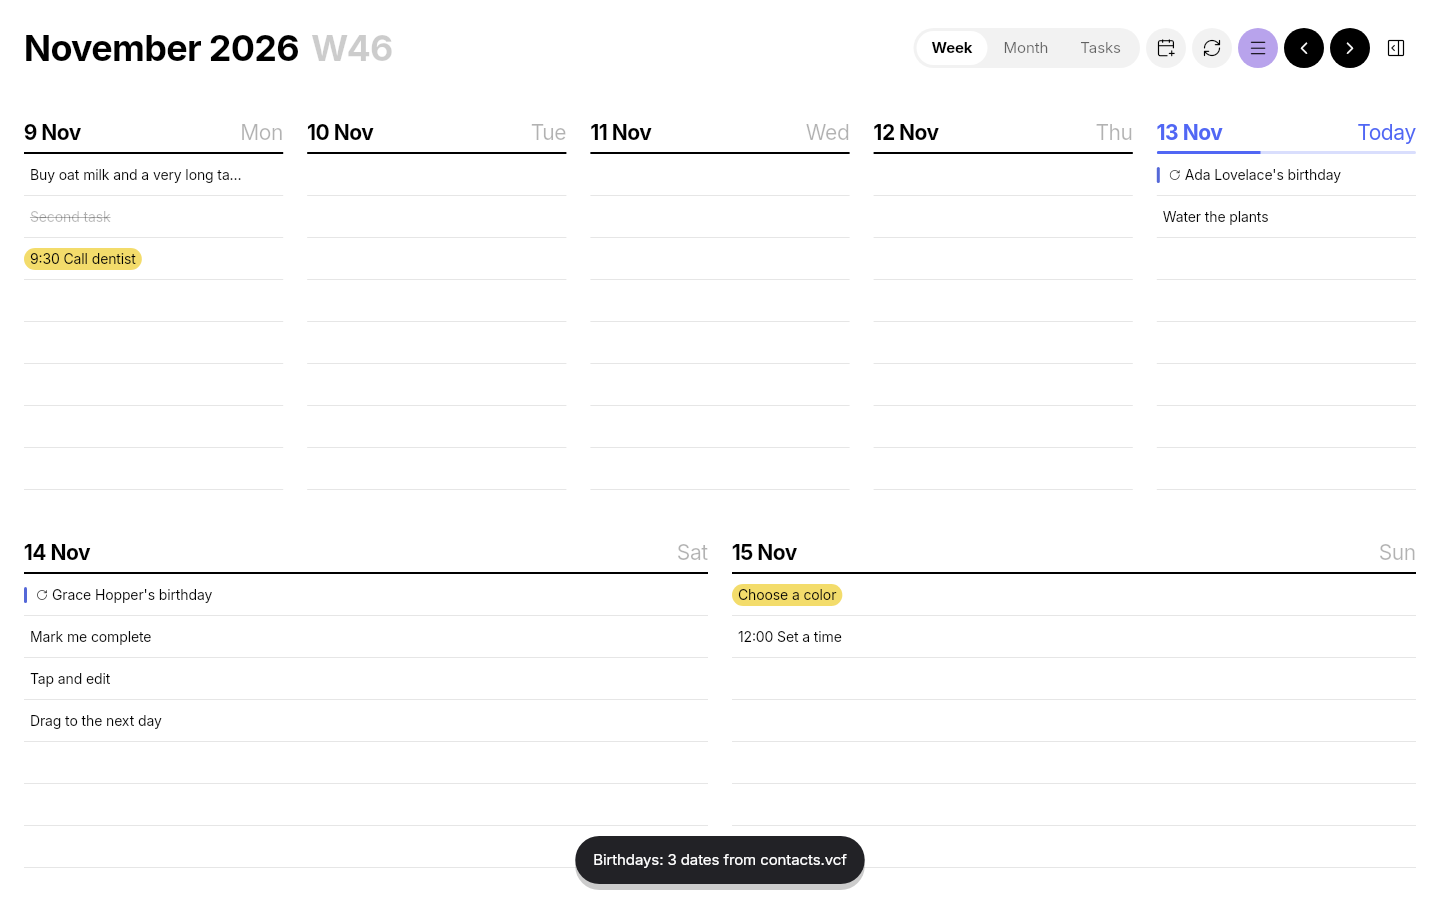 November 2026 W46
Week Month Tasks
9 Nov Mon
Buy oat milk and a very long ta...
Second task
9:30 Call dentist
10 Nov Tue
11 Nov Wed
12 Nov Thu
13 Nov Today
Ada Lovelace's birthday
Water the plants
14 Nov Sat
Grace Hopper's birthday
Mark me complete
Tap and edit
Drag to the next day
15 Nov Sun
Choose a color
12:00 Set a time
Birthdays: 3 dates from contacts.vcf